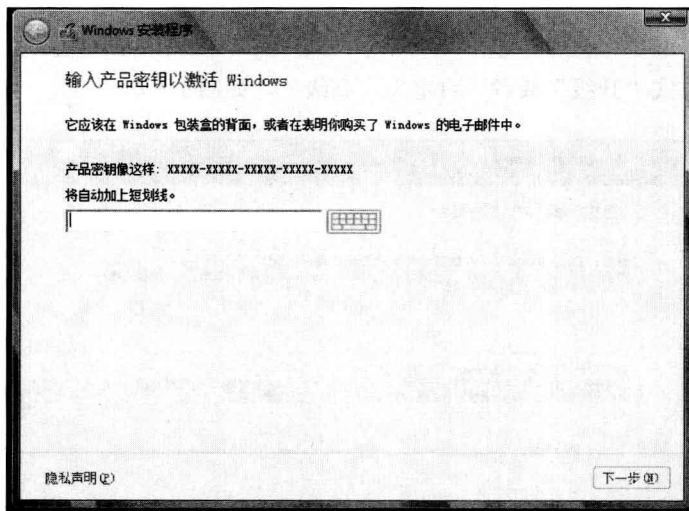 Windows 安装程序
输入产品密钥以激活 Windows
它应该在 Windows 包装盒的背面，或者在表明你购买了 Windows 的电子邮件中。
产品密钥像这样: XXXXX-XXXXX-XXXXX-XXXXX-XXXXX
将自动加上短划线。
隐私声明(P)
下一步(N)